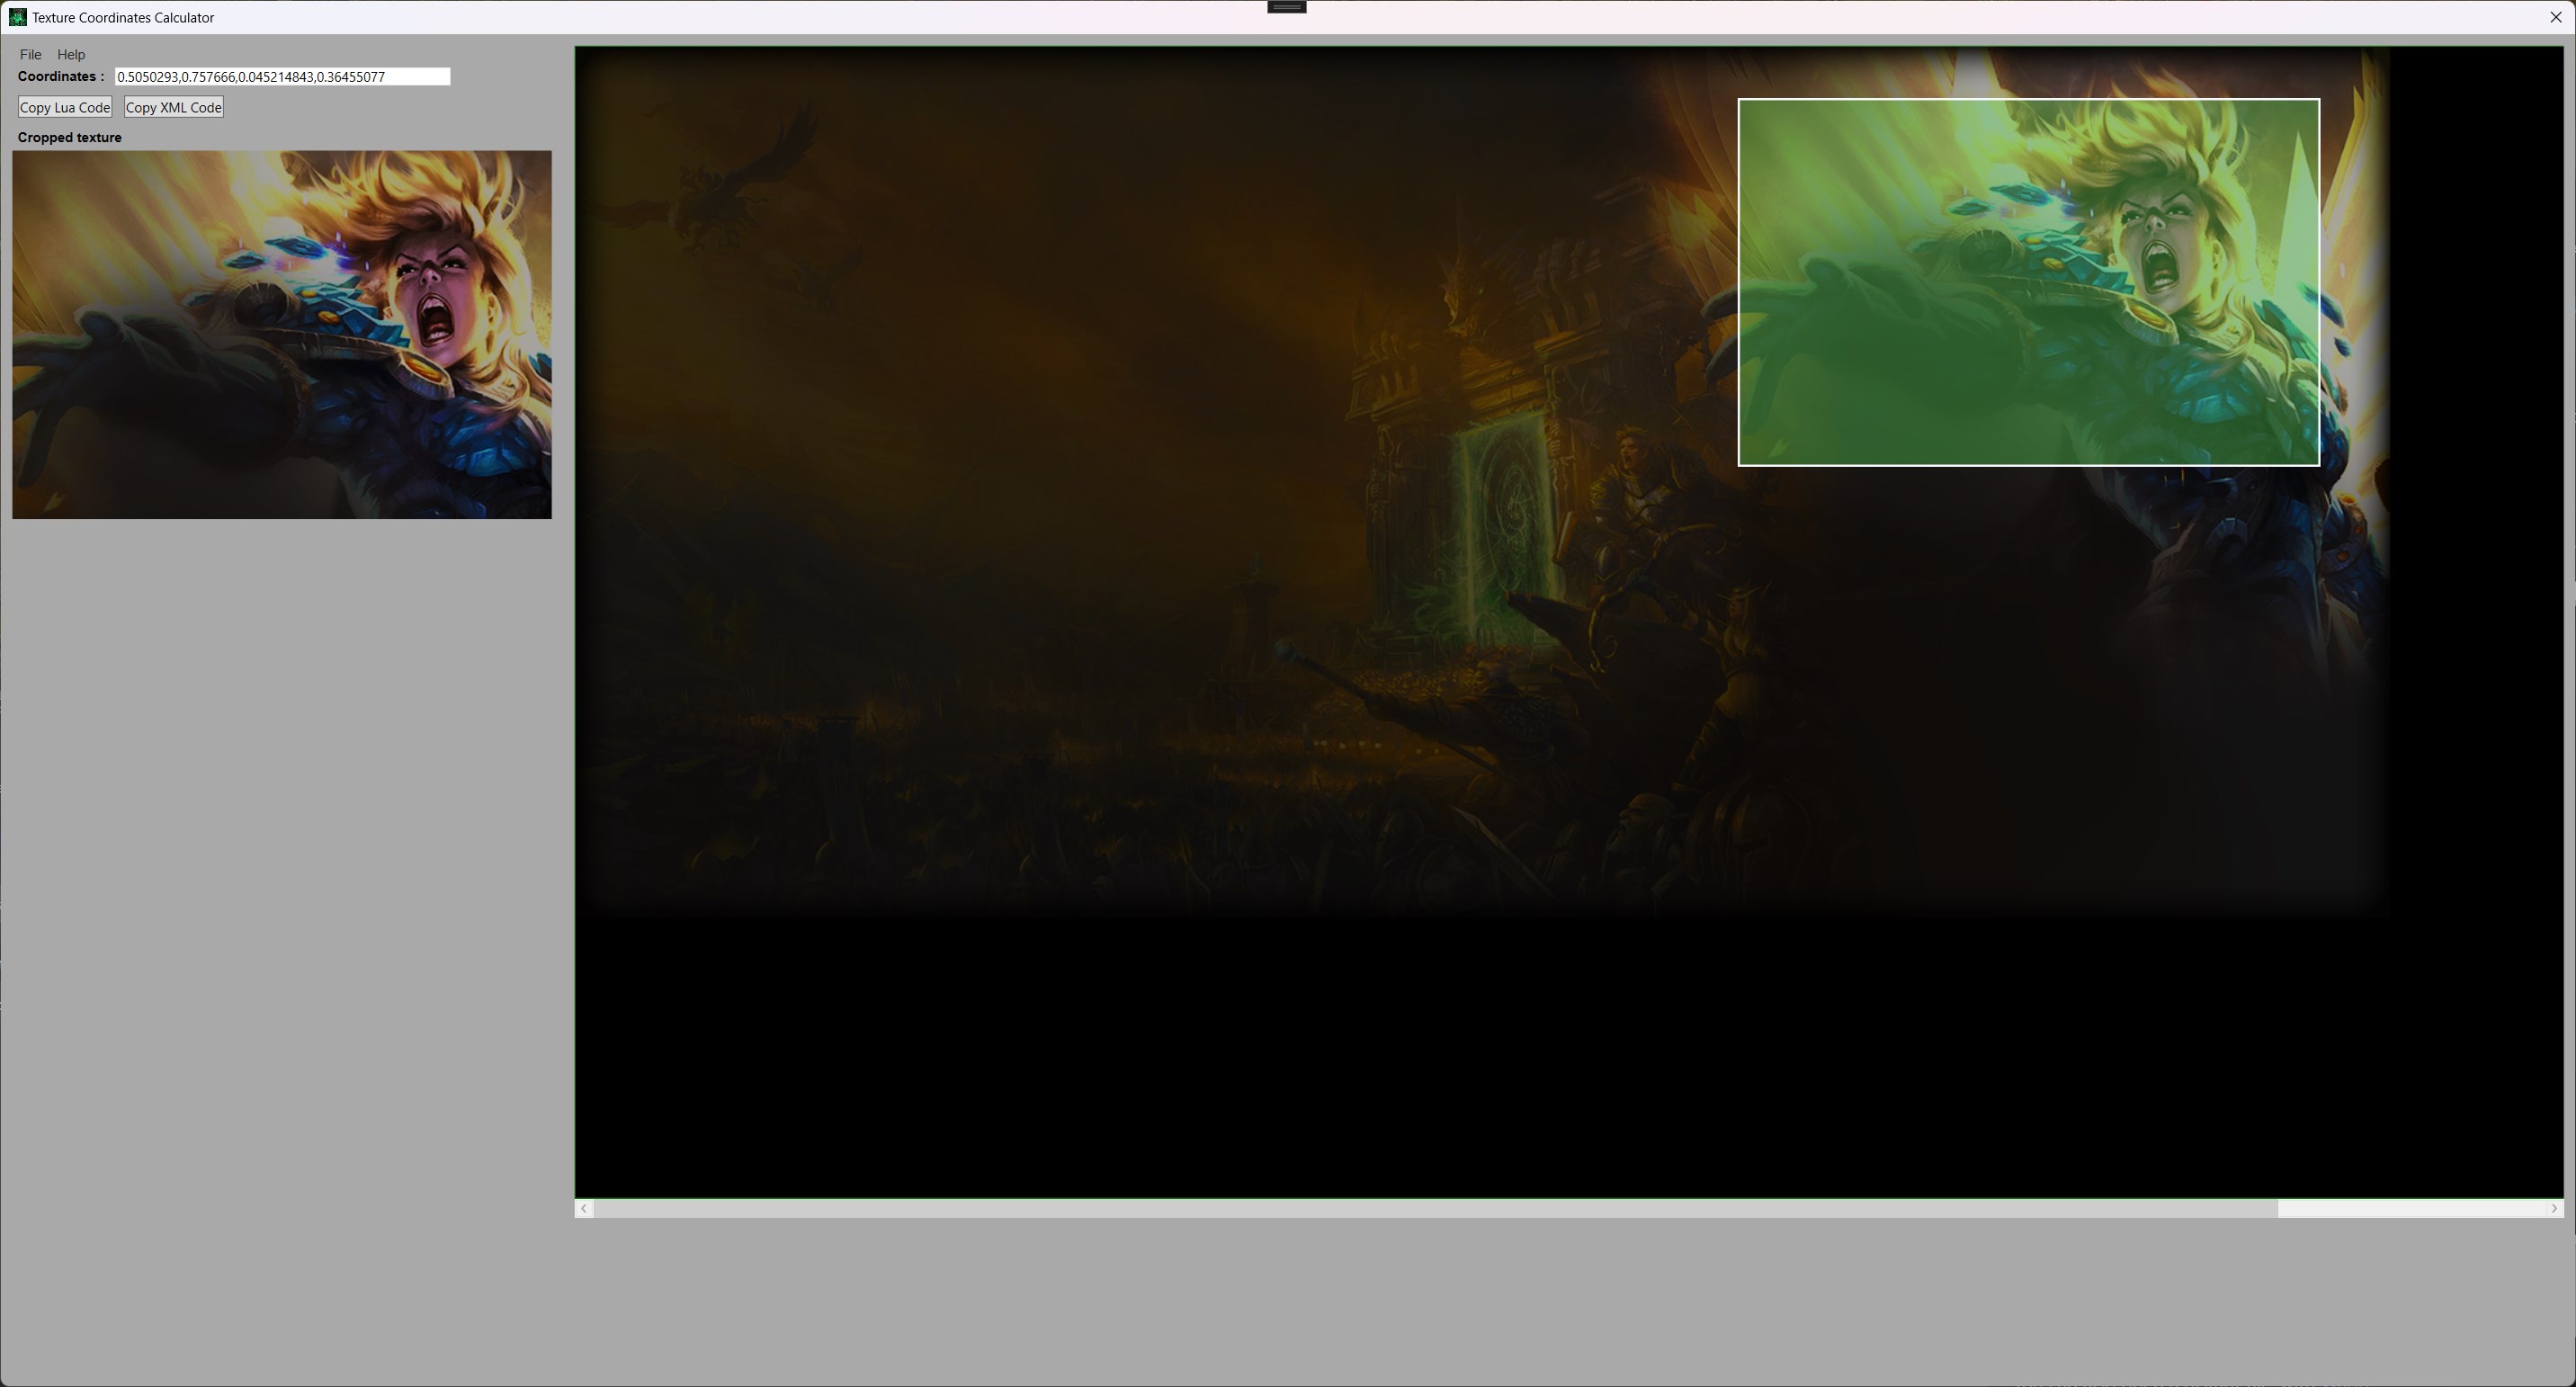 Texture Coordinates Calculator
File Help
Coordinates : 0.5050293,0.757666,0.045214843,0.36455077
Copy Lua Code Copy XML Code
Cropped texture